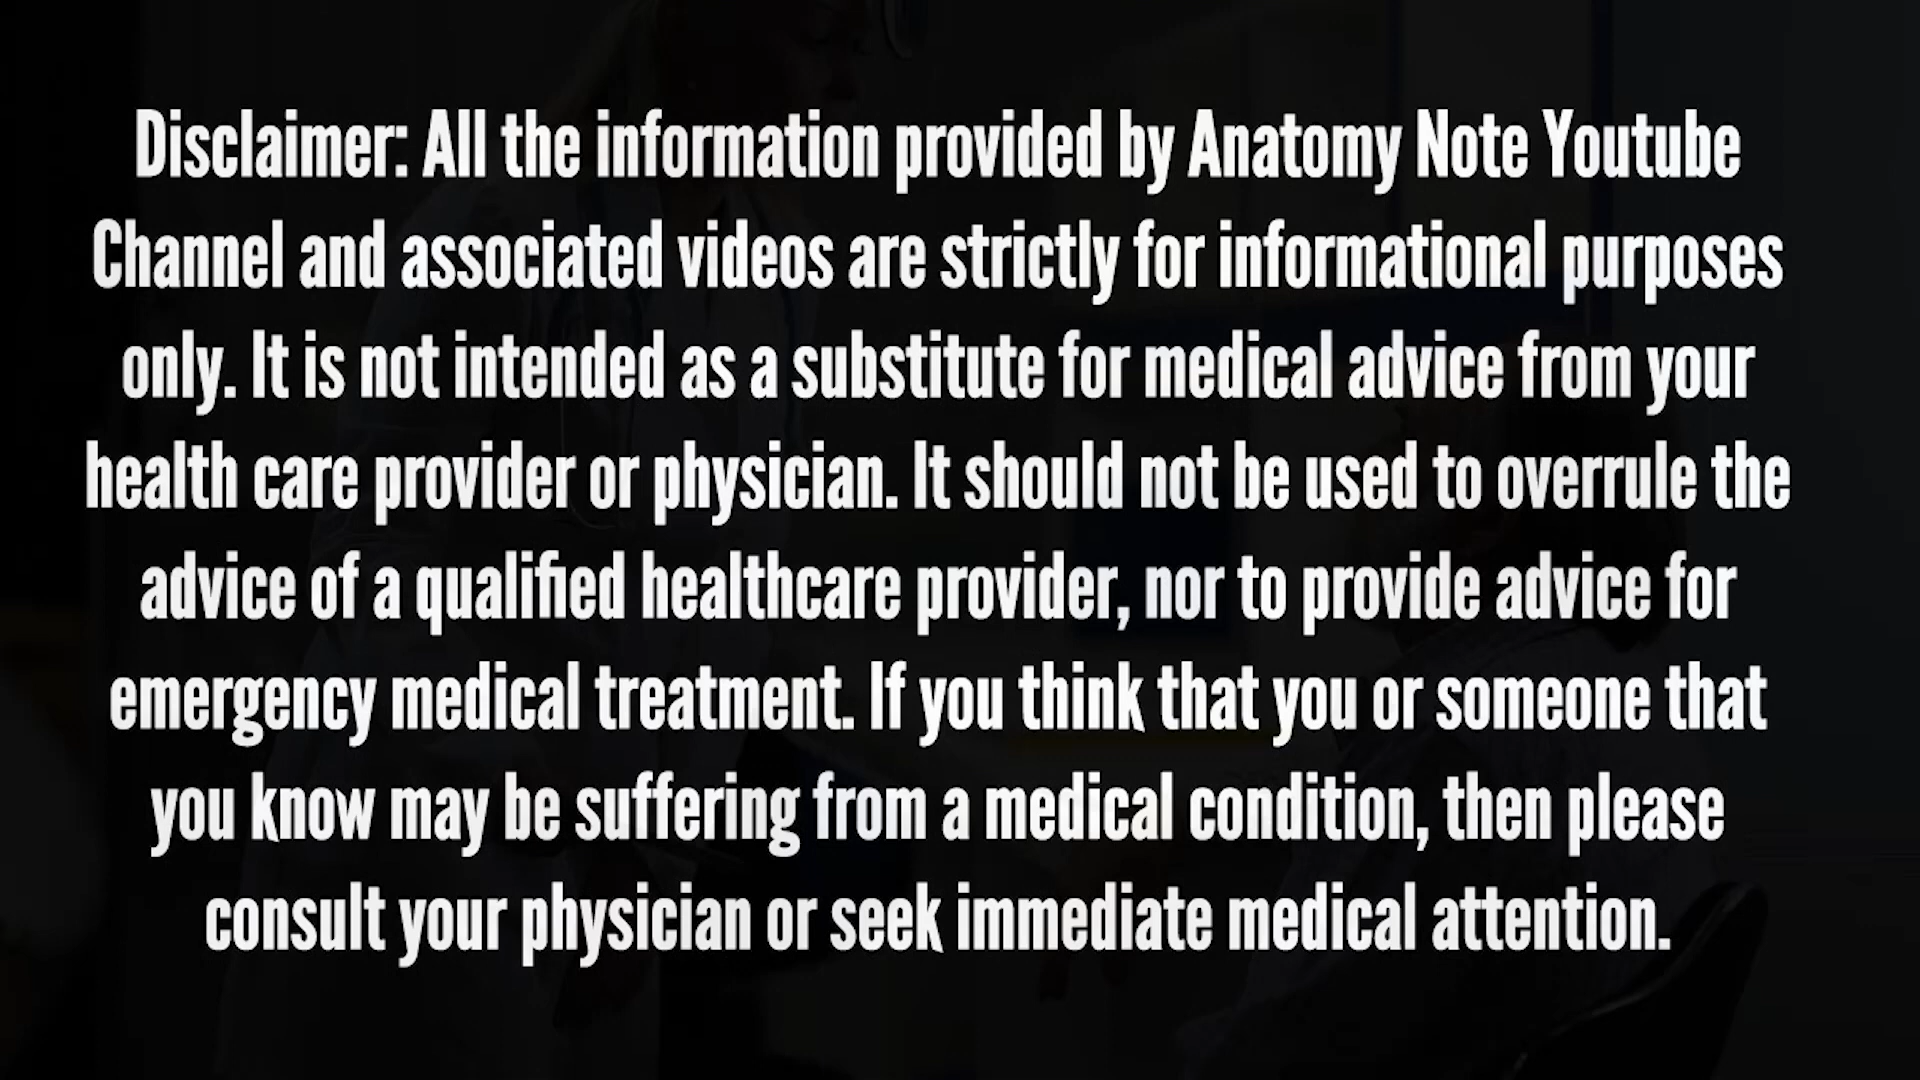 Disclaimer: All the information provided by Anatomy Note Youtube
Channel and associated videos are strictly for informational purposes
only. It is not intended as a substitute for medical advice from your
health care provider or physician. It should not be used to overrule the
advice of a qualified healthcare provider, nor to provide advice for
emergency medical treatment. If you think that you or someone that
you know may be suffering from a medical condition, then please
consult your physician or seek immediate medical attention.